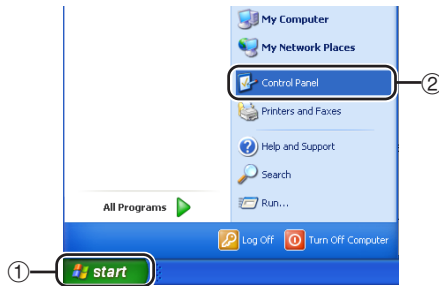 My Computer
My Network Places
Control Panel
②
Printers and Faxes
Help and Support
Search
All Programs
Run...
Log Off
Turn Off Computer
①
start